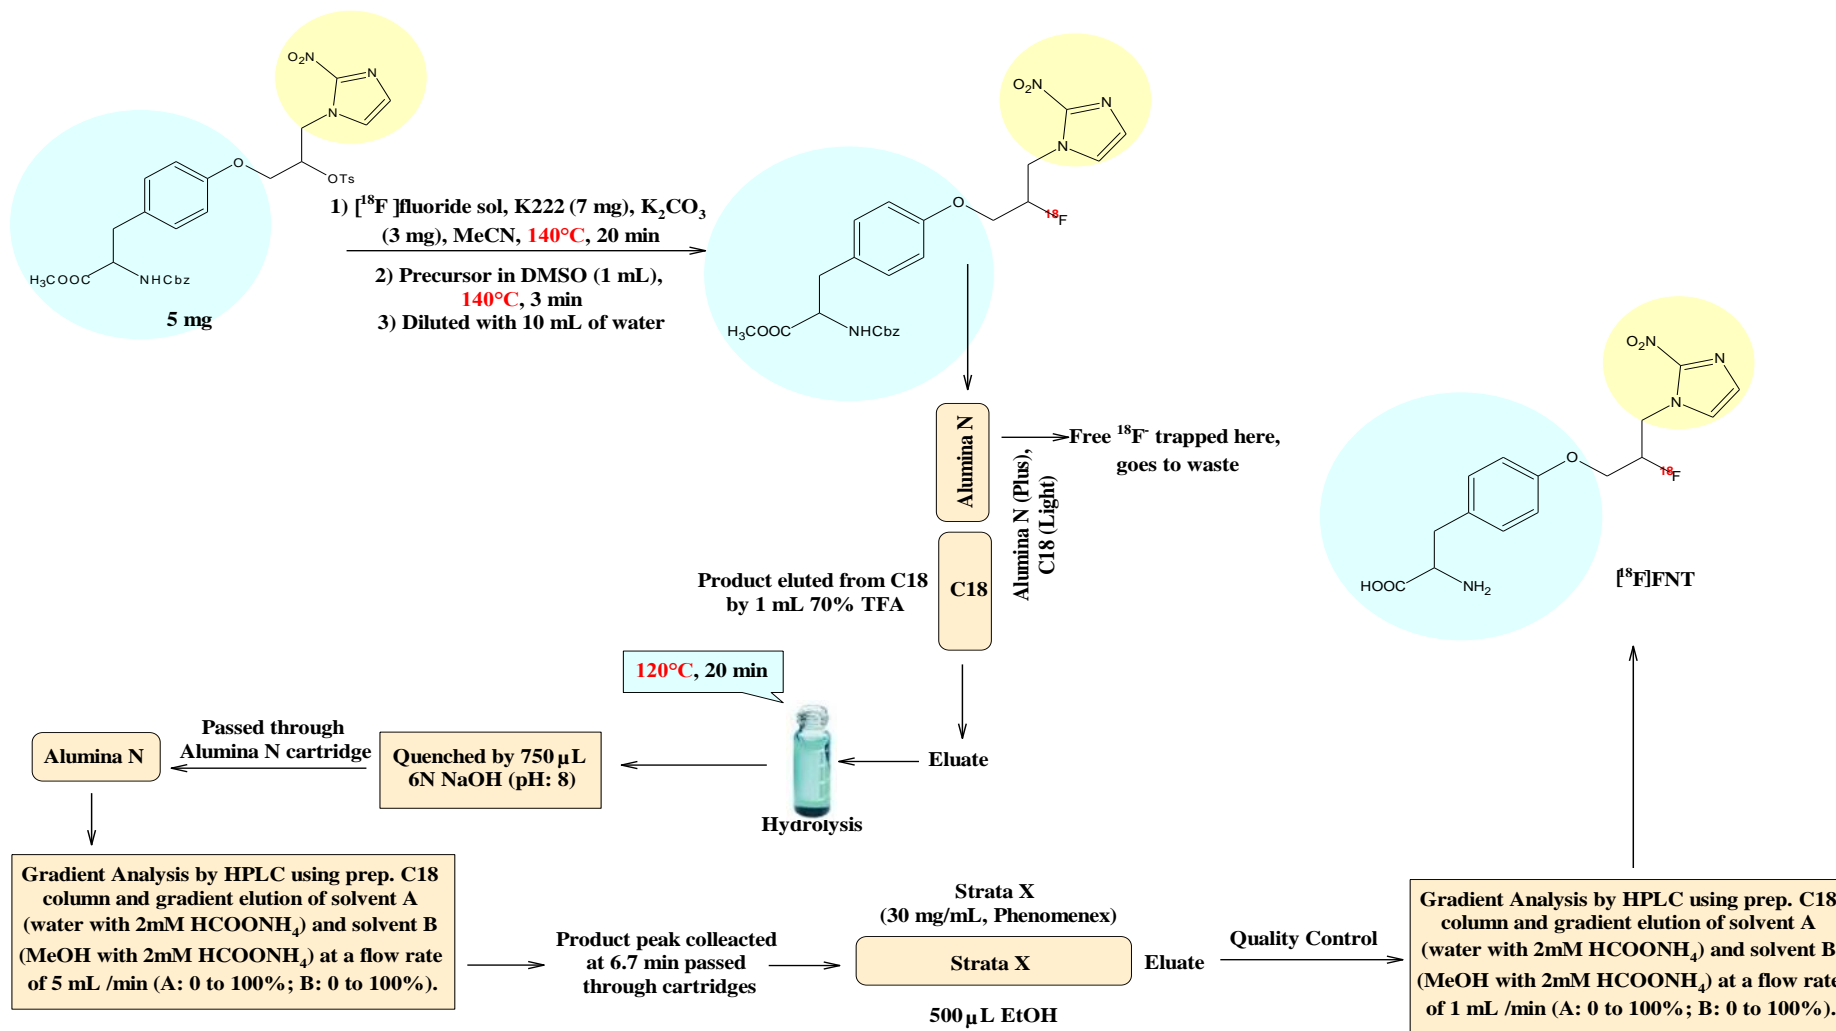 O₂N
N
N
O
OTs
H₃COOC
NHCbz
5 mg
1) [¹⁸F ]fluoride sol, K222 (7 mg), K₂CO₃
(3 mg), MeCN, 140°C, 20 min
2) Precursor in DMSO (1 mL),
140°C, 3 min
3) Diluted with 10 mL of water
O₂N
N
N
O
¹⁸F
H₃COOC
NHCbz
Alumina N
Free ¹⁸F⁻ trapped here,
goes to waste
Alumina N (Plus),
C18 (Light)
C18
Product eluted from C18
by 1 mL 70% TFA
Eluate
120°C, 20 min
Hydrolysis
Quenched by 750 µL
6N NaOH (pH: 8)
Passed through
Alumina N cartridge
Alumina N
Gradient Analysis by HPLC using prep. C18
column and gradient elution of solvent A
(water with 2mM HCOONH₄) and solvent B
(MeOH with 2mM HCOONH₄) at a flow rate
of 5 mL /min (A: 0 to 100%; B: 0 to 100%).
Product peak colleacted
at 6.7 min passed
through cartridges
Strata X
(30 mg/mL, Phenomenex)
Strata X
500 µL EtOH
Eluate
Quality Control
Gradient Analysis by HPLC using prep. C18
column and gradient elution of solvent A
(water with 2mM HCOONH₄) and solvent B
(MeOH with 2mM HCOONH₄) at a flow rate
of 1 mL /min (A: 0 to 100%; B: 0 to 100%).
O₂N
N
N
O
¹⁸F
HOOC
NH₂
[¹⁸F]FNT